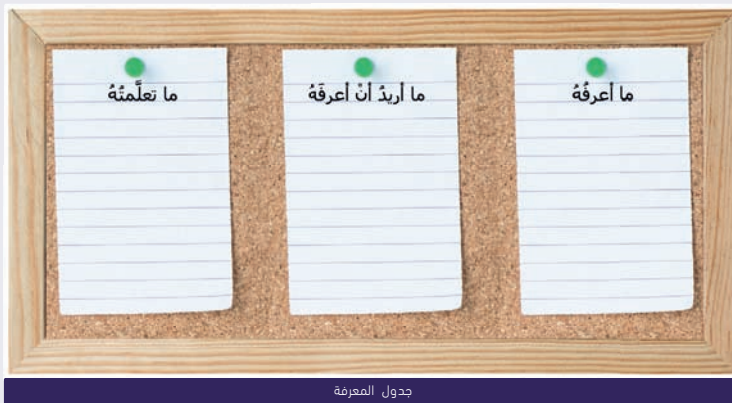 ما أعرفُهُ
ما أريدُ أنْ أعرفَهُ
ما تعلَّمتُهُ
جدول المعرفة